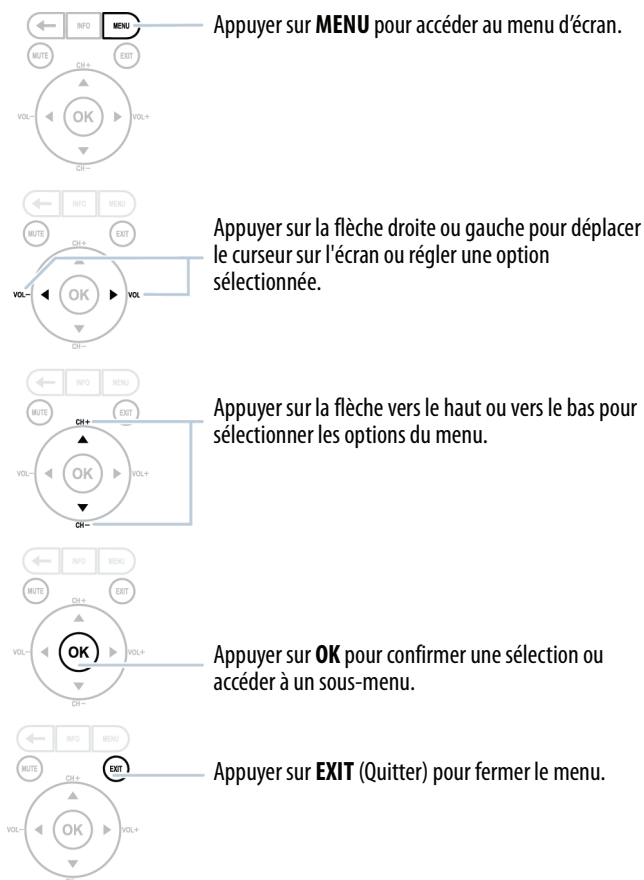 INFO MENU
Appuyer sur MENU pour accéder au menu d'écran.
MUTE EXIT
CH+
VOL- OK VOL+
CH-
INFO MENU
MUTE EXIT
CH+
Appuyer sur la flèche droite ou gauche pour déplacer
le curseur sur l'écran ou régler une option
sélectionnée.
VOL- OK VOL
CH-
INFO MENU
MUTE EXIT
CH+
Appuyer sur la flèche vers le haut ou vers le bas pour
sélectionner les options du menu.
VOL- OK VOL+
CH-
INFO MENU
MUTE EXIT
CH+
VOL- OK VOL+
Appuyer sur OK pour confirmer une sélection ou
accéder à un sous-menu.
CH-
INFO MENU
MUTE EXIT
Appuyer sur EXIT (Quitter) pour fermer le menu.
CH+
VOL- OK VOL+